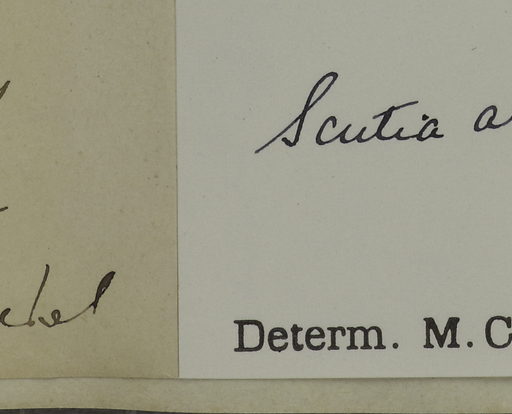 Scutia a
Determ. M. C